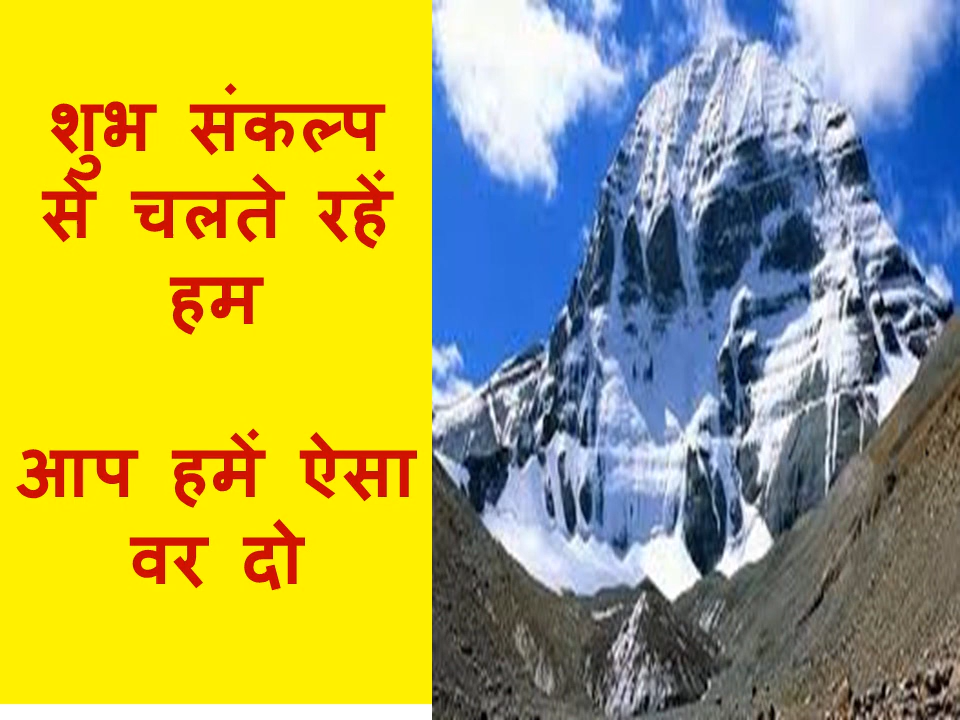 शुभ संकल्प
से चलते रहें
हम
आप हमें ऐसा
वर दो